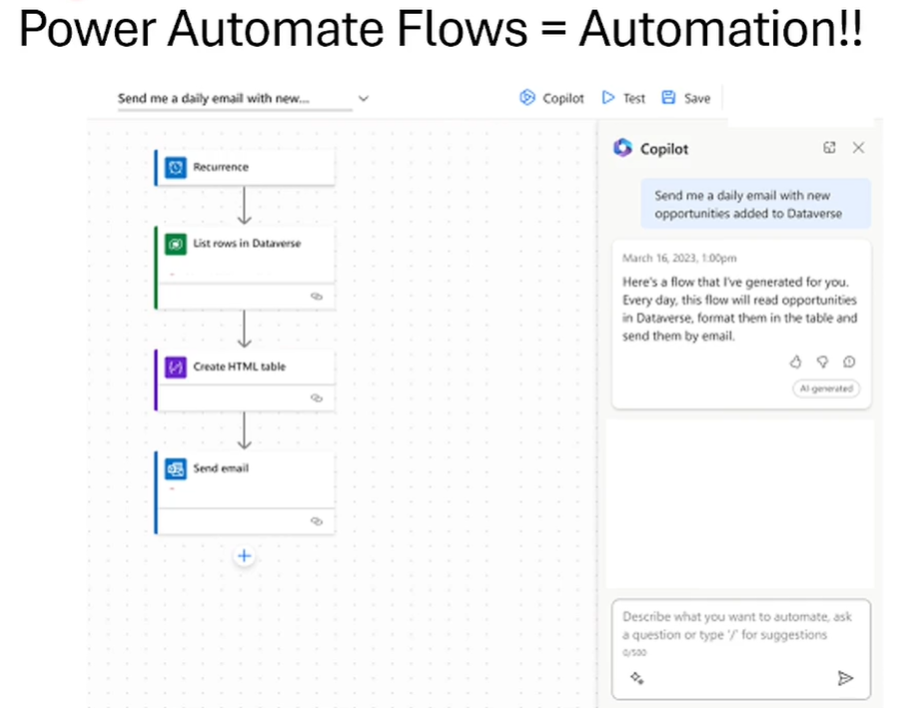 Power Automate Flows = Automation!!
Send me a daily email with new...
Copilot
Test
Save
Recurrence
List rows in Dataverse
Create HTML table
Send email
Copilot
Send me a daily email with new
opportunities added to Dataverse
March 16, 2023, 1:00pm
Here's a flow that I've generated for you.
Every day, this flow will read opportunities
in Dataverse, format them in the table and
send them by email.
AI generated
Describe what you want to automate, ask
a question or type '/' for suggestions
0/500